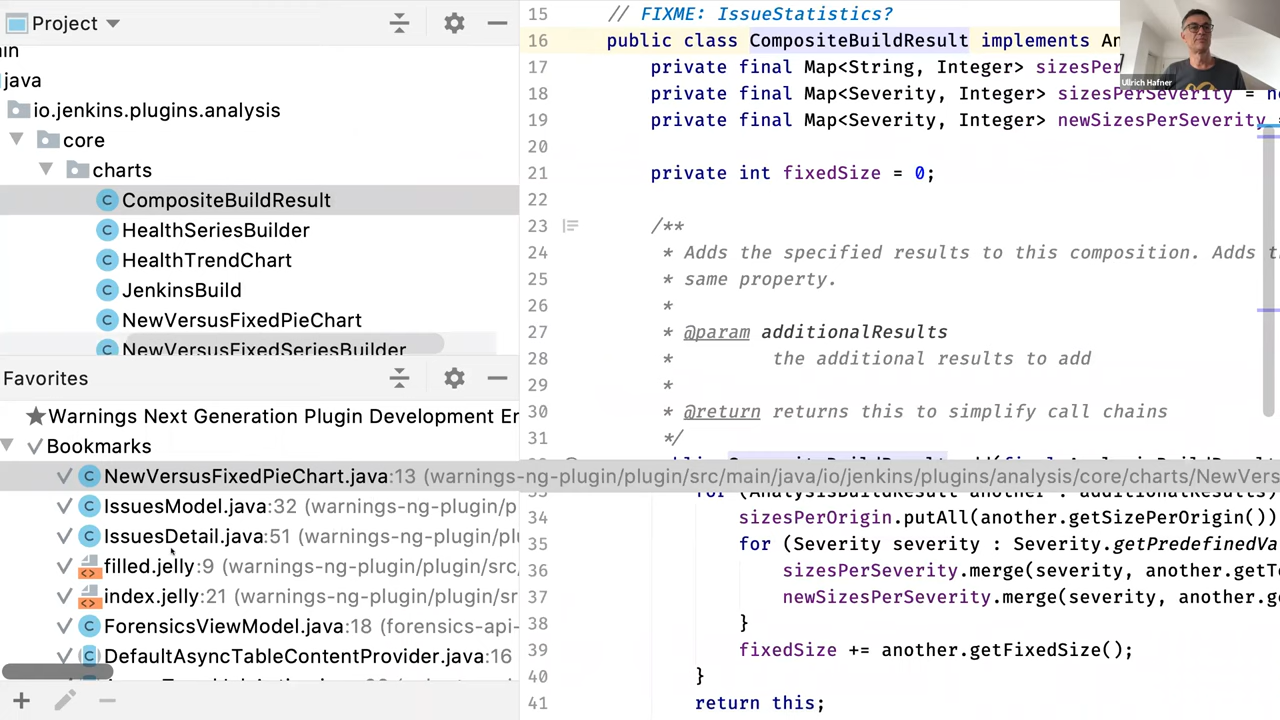 Project
in
java
io.jenkins.plugins.analysis
core
charts
CompositeBuildResult
HealthSeriesBuilder
HealthTrendChart
JenkinsBuild
NewVersusFixedPieChart
NewVersusFixedSeriesBuilder
Favorites
Warnings Next Generation Plugin Development Er
Bookmarks
NewVersusFixedPieChart.java:13 (warnings-ng-plugin/plugin/src/main/java/io/jenkins/plugins/analysis/core/charts/NewVers
IssuesModel.java:32 (warnings-ng-plugin/p
IssuesDetail.java:51 (warnings-ng-plugin/plu
filled.jelly:9 (warnings-ng-plugin/plugin/src,
index.jelly:21 (warnings-ng-plugin/plugin/sr
ForensicsViewModel.java:18 (forensics-api-
DefaultAsyncTableContentProvider.java:16
15 // FIXME: IssueStatistics?
16 public class CompositeBuildResult implements An
17 private final Map<String, Integer> sizesPer
18 private final Map<Severity, Integer> sizesPerSeverity = ne
19 private final Map<Severity, Integer> newSizesPerSeverity =
20
21 private int fixedSize = 0;
22
23 /**
24 * Adds the specified results to this composition. Adds t
25 * same property.
26 *
27 * @param additionalResults
28 * the additional results to add
29 *
30 * @return returns this to simplify call chains
31 */
for (AnalysisBuildResult another : additionalResults)
34 sizesPerOrigin.putAll(another.getSizePerOrigin())
35 for (Severity severity : Severity.getPredefinedVa
36 sizesPerSeverity.merge(severity, another.getT
37 newSizesPerSeverity.merge(severity, another.g
38 }
39 fixedSize += another.getFixedSize();
40 }
41 return this;
Ullrich Hafner